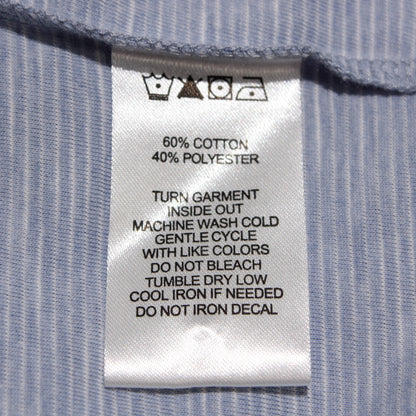 60% COTTON
40% POLYESTER
TURN GARMENT
INSIDE OUT
MACHINE WASH COLD
GENTLE CYCLE
WITH LIKE COLORS
DO NOT BLEACH
TUMBLE DRY LOW
COOL IRON IF NEEDED
DO NOT IRON DECAL